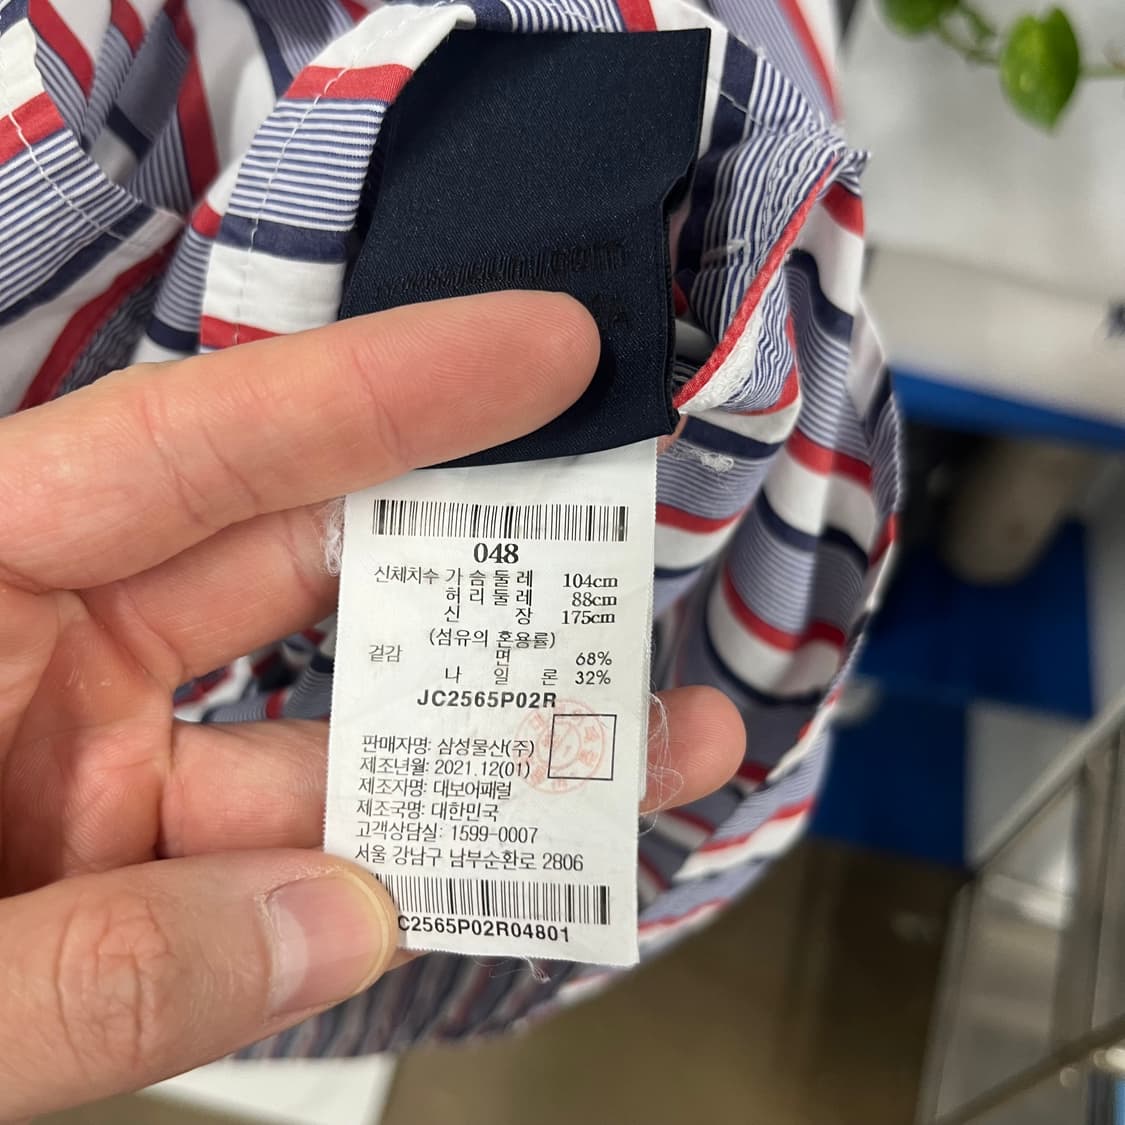 048
신체치수 가슴둘레 104cm
허리둘레 88cm
신장 175cm
(섬유의 혼용률)
겉감 면 68%
나일론 32%
JC2565P02R
판매자명: 삼성물산(주)
제조년월: 2021.12(01)
제조자명: 대보어패럴
제조국명: 대한민국
고객상담실: 1599-0007
서울 강남구 남부순환로 2806
C2565P02R04801